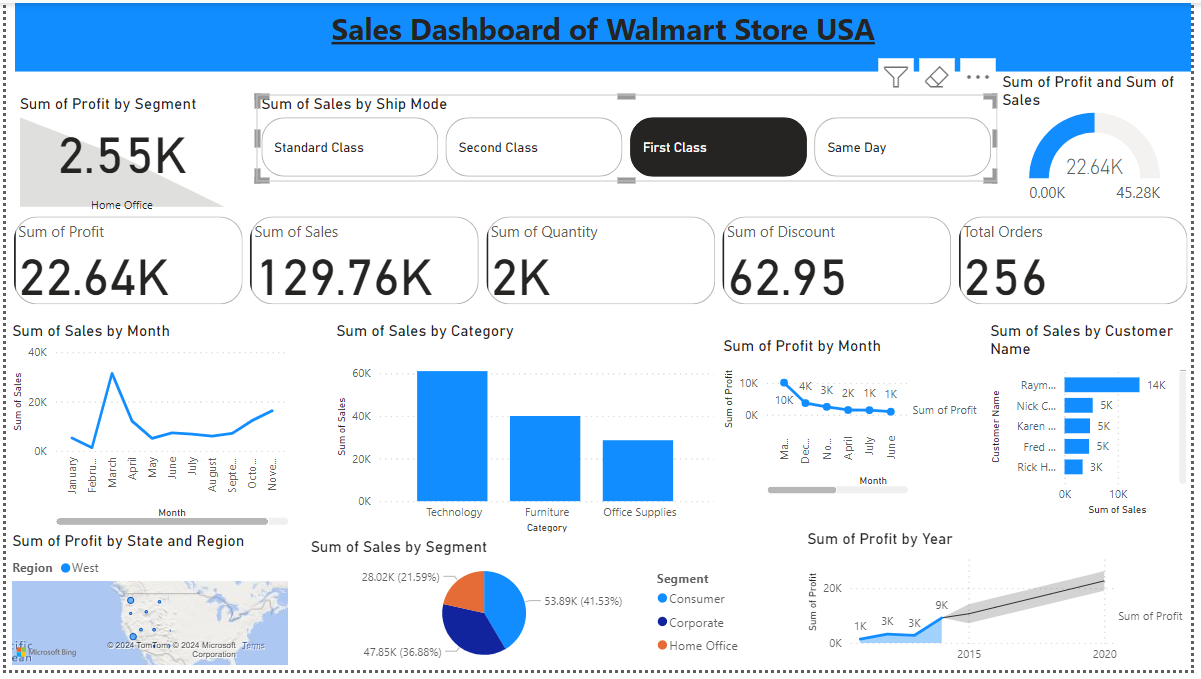 Sales Dashboard of Walmart Store USA
Sum of Profit by Segment
2.55K
Home Office
Sum of Sales by Ship Mode
Standard Class
Second Class
First Class
Same Day
Sum of Profit and Sum of
Sales
22.64K
0.00K
45.28K
Sum of Profit
22.64K
Sum of Sales
129.76K
Sum of Quantity
2K
Sum of Discount
62.95
Total Orders
256
Sum of Sales by Month
Sum of Sales
40K
20K
0K
January
Febru...
March
April
May
June
July
August
Septe...
Octo...
Nove...
Month
Sum of Sales by Category
Sum of Sales
60K
40K
20K
0K
Technology
Furniture
Office Supplies
Category
Sum of Profit by Month
Sum of Profit
10K
0K
10K
4K
3K
2K
1K
1K
Sum of Profit
Ma...
Dec...
No...
April
July
June
Month
Sum of Sales by Customer
Name
Customer Name
Raym...
14K
Nick C...
5K
Karen ...
5K
Fred ...
5K
Rick H...
3K
0K
10K
Sum of Sales
Sum of Profit by State and Region
Region
West
© 2024 TomTom © 2024 Microsoft
Corporation
Terms
Microsoft Bing
Sum of Sales by Segment
28.02K (21.59%)
53.89K (41.53%)
47.85K (36.88%)
Segment
Consumer
Corporate
Home Office
Sum of Profit by Year
Sum of Profit
20K
0K
1K
3K
3K
9K
Sum of Profit
2015
2020